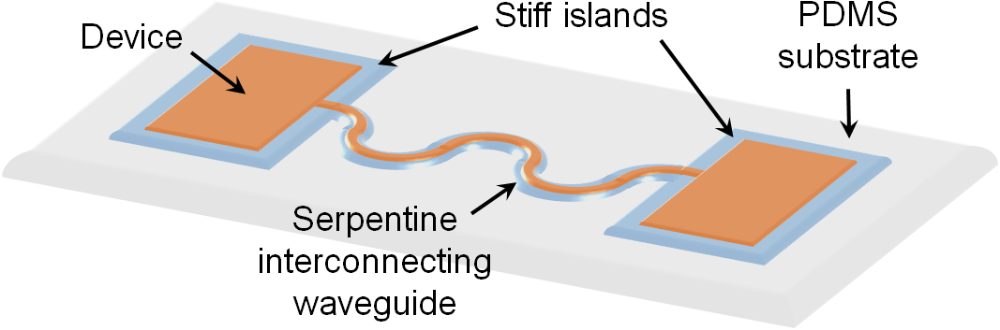 Device
Stiff islands
PDMS
substrate
Serpentine
interconnecting
waveguide